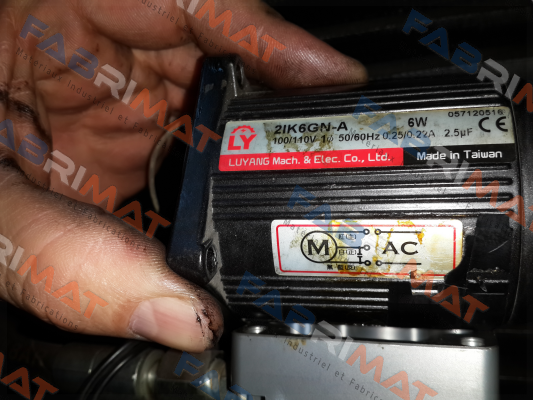 057120516
2IK6GN-A 6W
100/110V-1φ 50/60Hz 0.25/0.22A 2.5μF CE
LY
LUYANG Mach. & Elec. Co., Ltd. Made in Taiwan
M AC
FABRIMAT
FABRIMAT
FABRIMAT
FABRIMAT